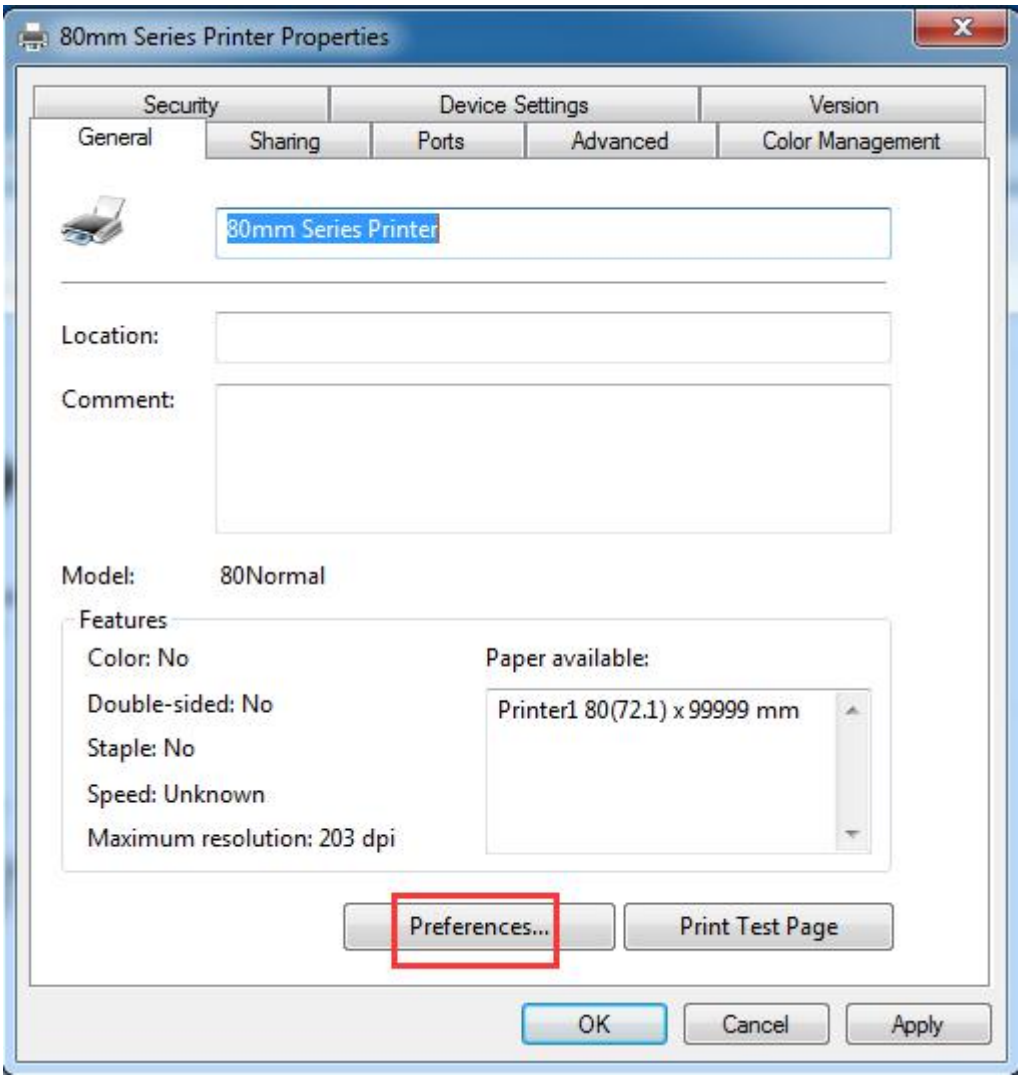 80mm Series Printer Properties
Security Device Settings Version
General Sharing Ports Advanced Color Management
80mm Series Printer
Location:
Comment:
Model: 80Normal
Features
Color: No Paper available:
Double-sided: No Printer1 80(72.1) x 99999 mm
Staple: No
Speed: Unknown
Maximum resolution: 203 dpi
Preferences... Print Test Page
OK Cancel Apply